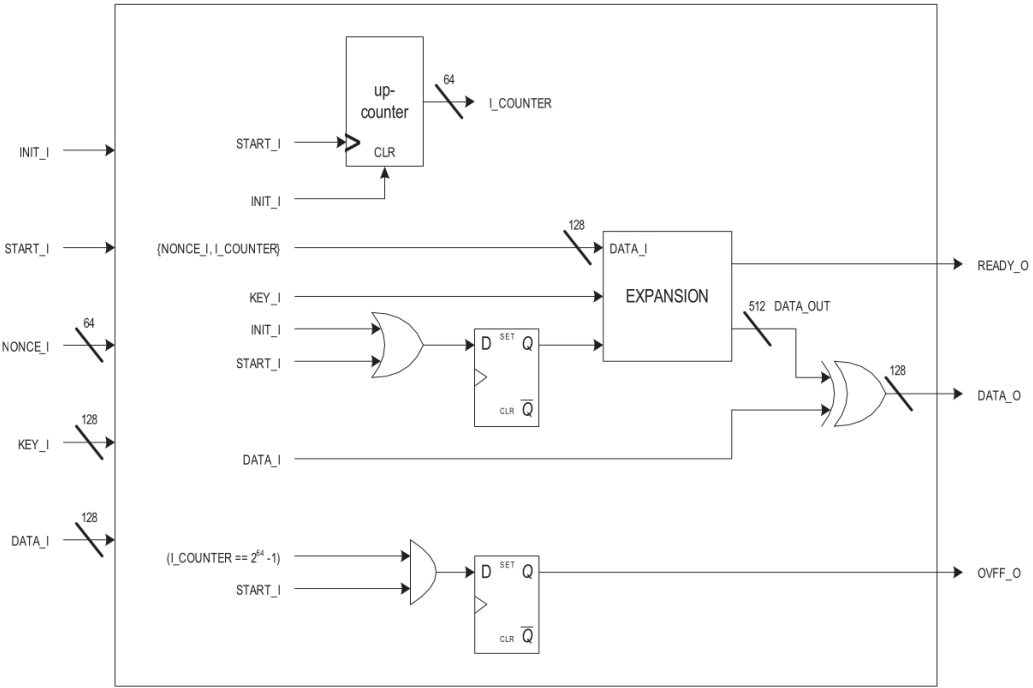 up-
counter
CLR
64
I_COUNTER
START_I
INIT_I
INIT_I
START_I
64
NONCE_I
128
KEY_I
128
DATA_I
{NONCE_I, I_COUNTER}
128
DATA_I
EXPANSION
KEY_I
INIT_I
START_I
D SET Q
CLR Q
READY_O
512 DATA_OUT
128
DATA_O
DATA_I
(I_COUNTER == 2^64 -1)
START_I
D SET Q
CLR Q
OVFF_O